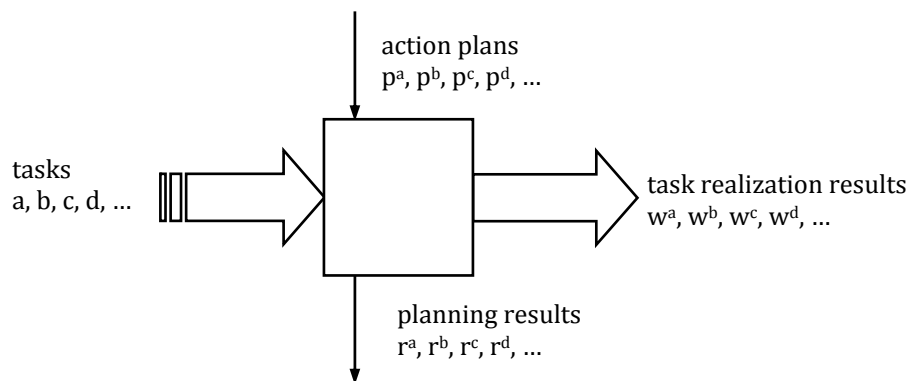 action plans
pᵃ, pᵇ, pᶜ, pᵈ, …
tasks
a, b, c, d, …
task realization results
wᵃ, wᵇ, wᶜ, wᵈ, …
planning results
rᵃ, rᵇ, rᶜ, rᵈ, …